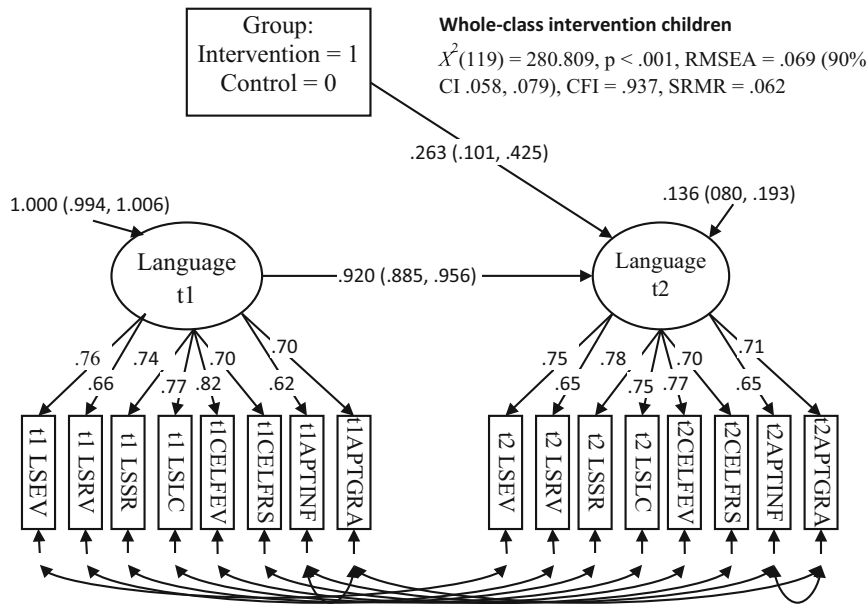 Group:
Intervention = 1
Control = 0
Whole-class intervention children
X²(119) = 280.809, p < .001, RMSEA = .069 (90%
CI .058, .079), CFI = .937, SRMR = .062
.263 (.101, .425)
1.000 (.994, 1.006)
.136 (080, .193)
Language
t1
.920 (.885, .956)
Language
t2
.76
.66
.74
.77
.82
.70
.62
.70
.75
.65
.78
.75
.77
.70
.65
.71
t1 LSEV
t1 LSRV
t1 LSSR
t1 LSLC
t1CELFEV
t1CELFRS
t1APTINF
t1APTGRA
t2 LSEV
t2 LSRV
t2 LSSR
t2 LSLC
t2CELFEV
t2CELFRS
t2APTINF
t2APTGRA